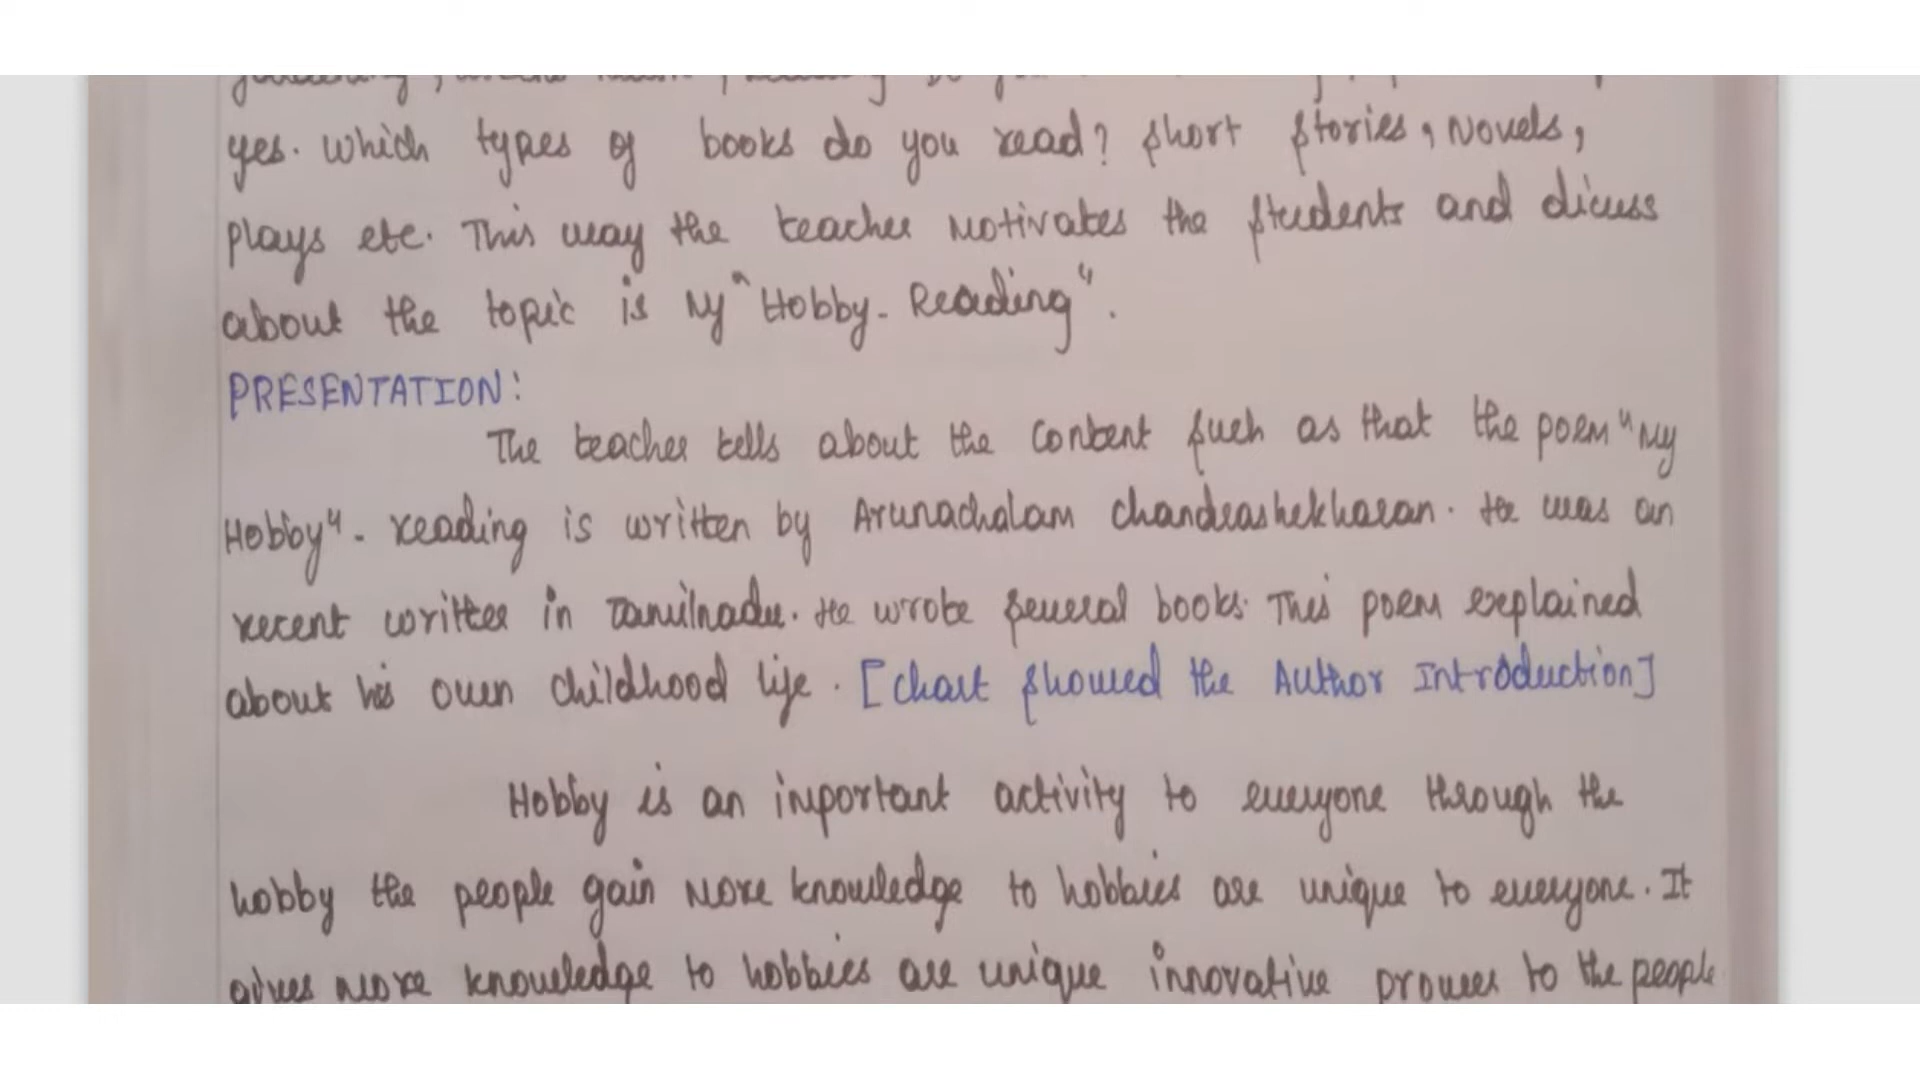 yes. which types of books do you read? short stories, Novels,
plays etc. This way the teacher motivates the students and dicuss
about the topic is My "Hobby - Reading".
PRESENTATION:
The teacher tells about the content such as that the poem "My
Hobby" - reading is written by Arunachalam chandrashekharan. He was an
recent writter in Tamilnadu. He wrote several books. This poem explained
about his own childhood life. [chart showed the Author Introduction]
Hobby is an important activity to everyone through the
hobby the people gain more knowledge to hobbies are unique to everyone. It
gives more knowledge to hobbies are unique innovative to the people